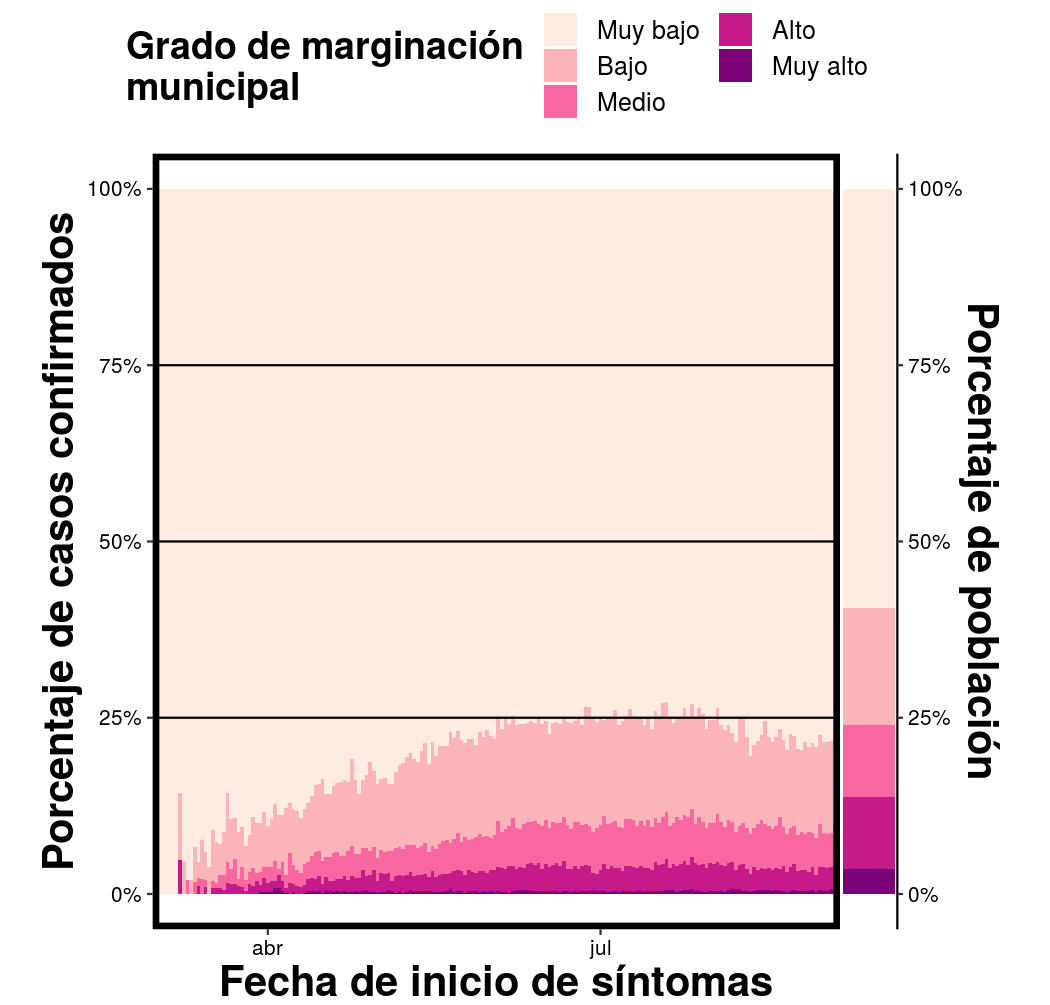 Grado de marginación
municipal
Muy bajo
Bajo
Medio
Alto
Muy alto
Porcentaje de casos confirmados
100%
75%
50%
25%
0%
100%
75%
50%
25%
0%
Porcentaje de población
abr
jul
Fecha de inicio de síntomas